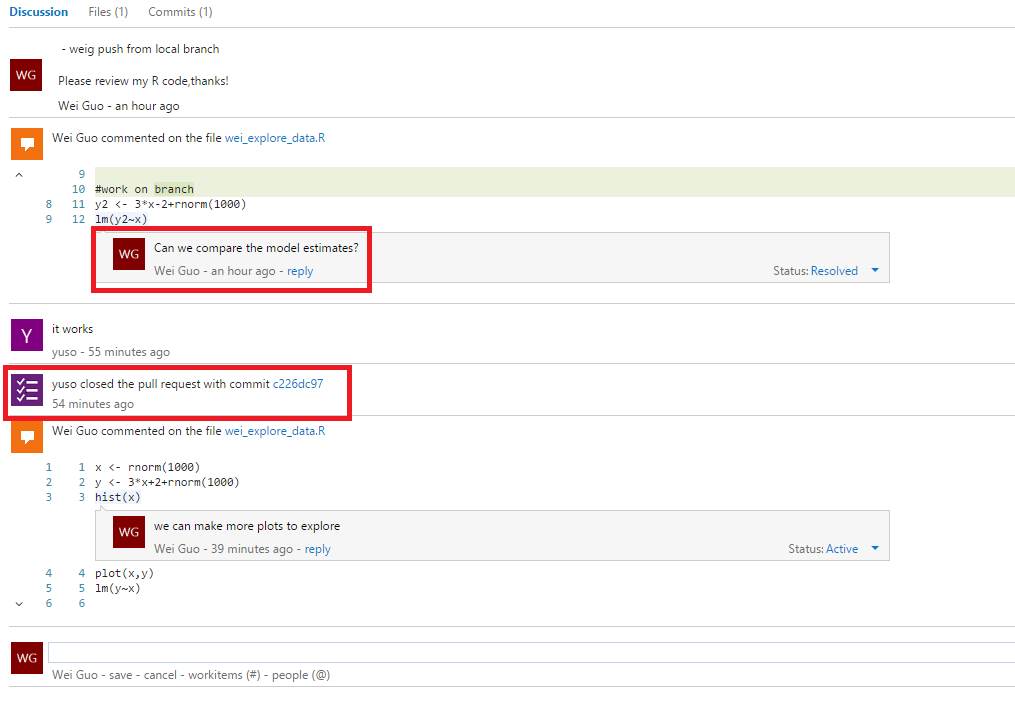 Discussion Files (1) Commits (1)
- weig push from local branch
WG
Please review my R code,thanks!
Wei Guo - an hour ago
Wei Guo commented on the file wei_explore_data.R
9
10 #work on branch
8 11 y2 <- 3*x-2+rnorm(1000)
9 12 lm(y2~x)
WG Can we compare the model estimates?
Wei Guo - an hour ago - reply Status: Resolved
Y it works
yuso - 55 minutes ago
yuso closed the pull request with commit c226dc97
54 minutes ago
Wei Guo commented on the file wei_explore_data.R
1 1 x <- rnorm(1000)
2 2 y <- 3*x+2+rnorm(1000)
3 3 hist(x)
WG we can make more plots to explore
Wei Guo - 39 minutes ago - reply Status: Active
4 4 plot(x,y)
5 5 lm(y~x)
6 6
WG
Wei Guo - save - cancel - workitems (#) - people (@)